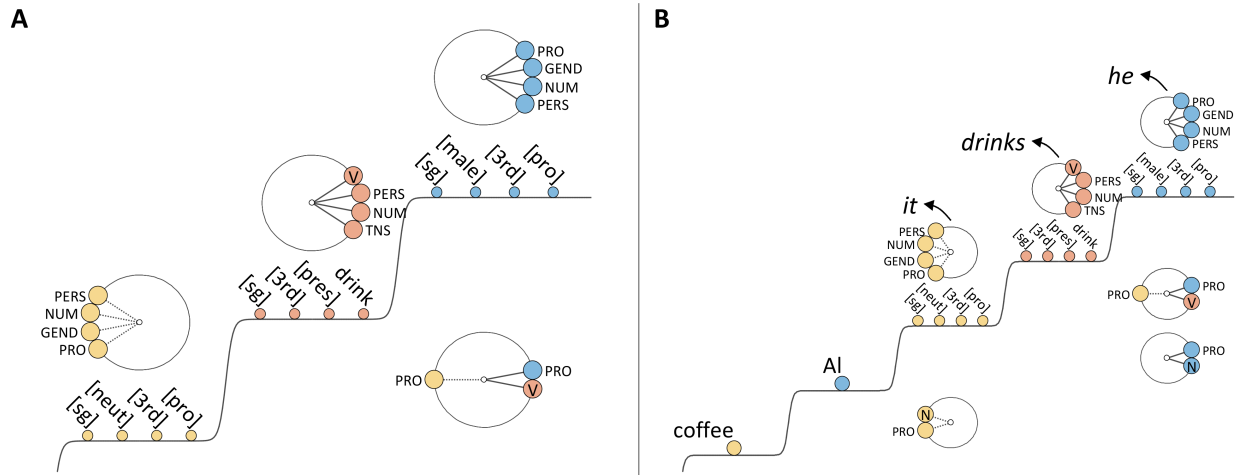 A
PRO
GEND
NUM
PERS
[sg]
[male]
[3rd]
[pro]
V
PERS
NUM
TNS
[sg]
[3rd]
[pres]
drink
PERS
NUM
GEND
PRO
[sg]
[neut]
[3rd]
[pro]
PRO
PRO
V
B
he
PRO
GEND
NUM
PERS
[sg]
[male]
[3rd]
[pro]
drinks
V
PERS
NUM
TNS
[sg]
[3rd]
[pres]
drink
it
PERS
NUM
GEND
PRO
[sg]
[neut]
[3rd]
[pro]
PRO
PRO
V
PRO
N
Al
N
PRO
coffee